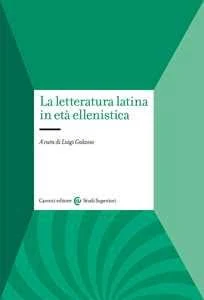 La letteratura latina
in età ellenistica
A cura di Luigi Galasso
Carocci editore Studi Superiori